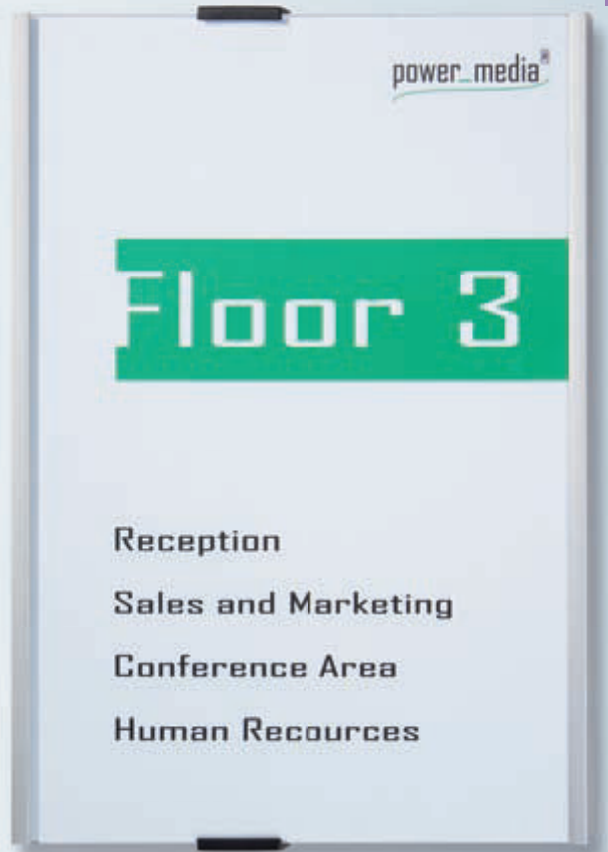 power_media®
Floor 3
Reception
Sales and Marketing
Conference Area
Human Recources